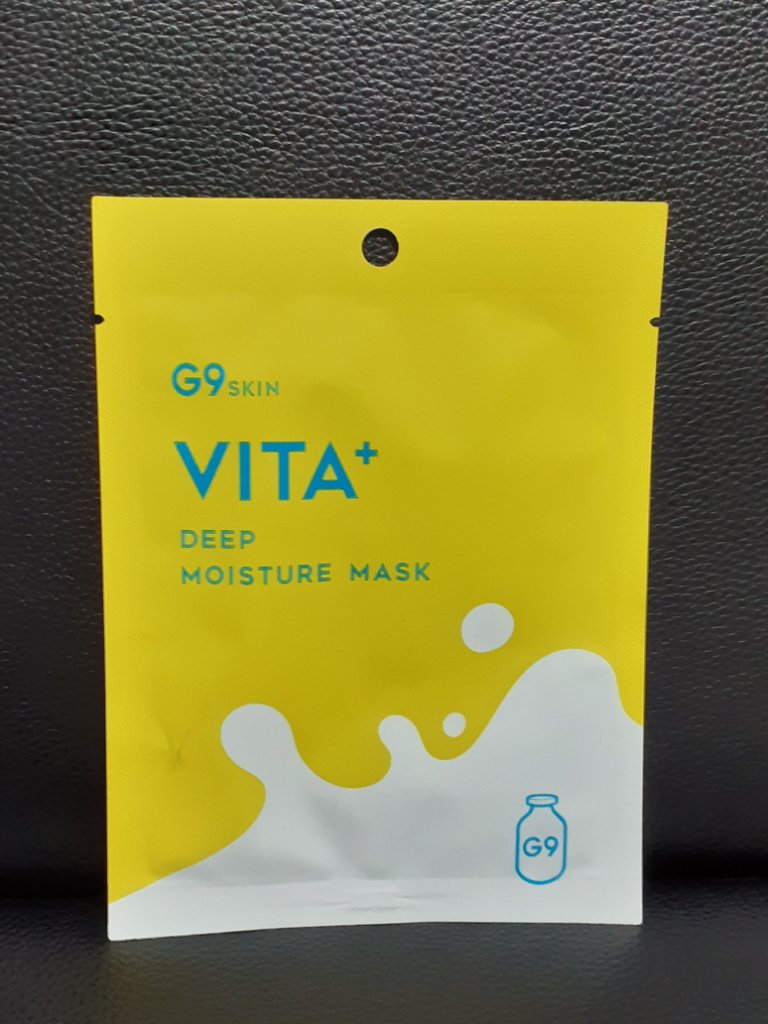 G9SKIN
VITA+
DEEP
MOISTURE MASK
G9